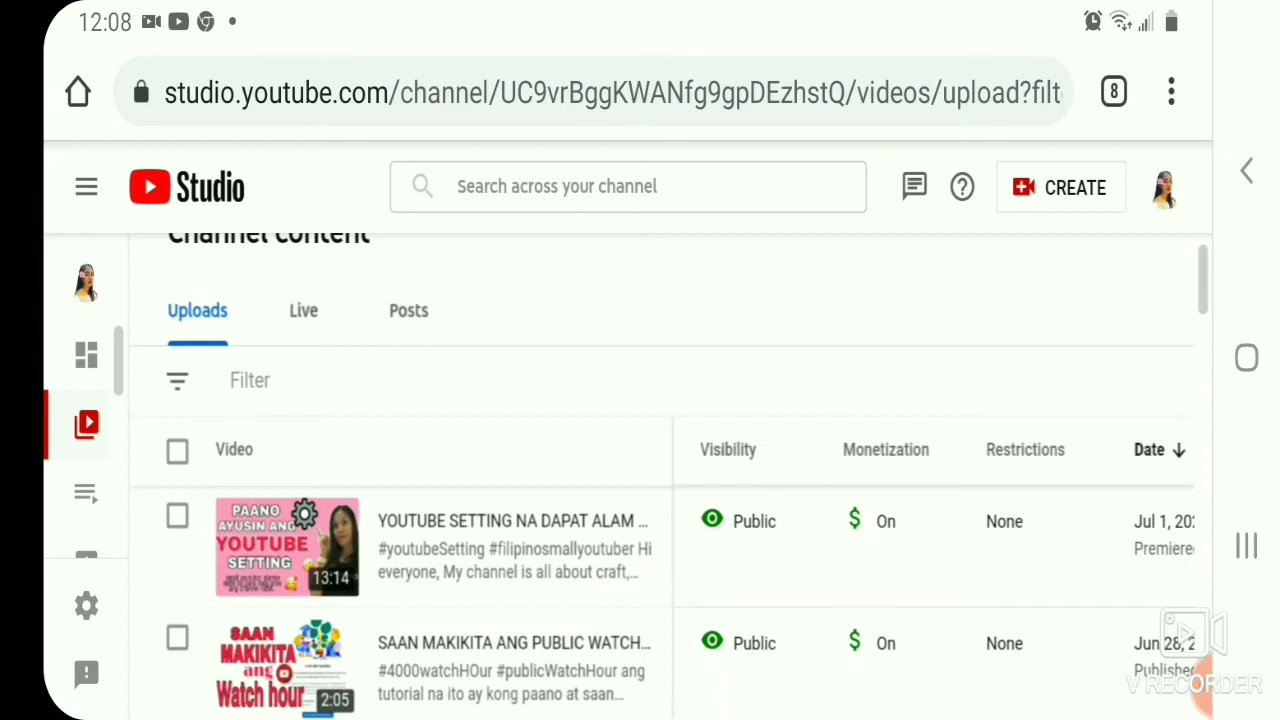 12:08
studio.youtube.com/channel/UC9vrBggKWANfg9gpDEzhstQ/videos/upload?filt
8
Studio
Search across your channel
CREATE
Channel content
Uploads Live Posts
Filter
Video Visibility Monetization Restrictions Date
PAANO
AYUSIN ANG
YOUTUBE
SETTING
13:14
YOUTUBE SETTING NA DAPAT ALAM ...
#youtubeSetting #filipinosmallyoutuber Hi
everyone, My channel is all about craft,...
Public
On
None
Jul 1, 202
Premiere
SAAN
MAKIKITA
ang
Watch hour
2:05
SAAN MAKIKITA ANG PUBLIC WATCH...
#4000watchHOur #publicWatchHour ang
tutorial na ito ay kong paano at saan...
Public
On
None
Jun 28, 2
Published
V RECORDER